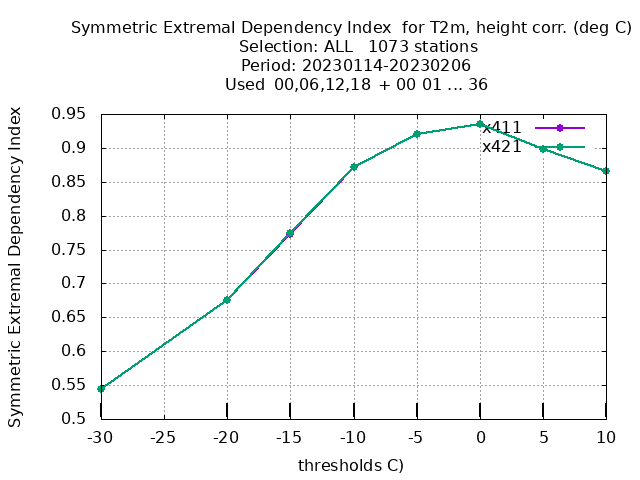 Symmetric Extremal Dependency Index  for T2m, height corr. (deg C)
Selection: ALL   1073 stations
Period: 20230114-20230206
Used  00,06,12,18  + 00 01 ... 36
Symmetric Extremal Dependency Index
0.95
0.9
0.85
0.8
0.75
0.7
0.65
0.6
0.55
0.5
x411
x421
-30 -25 -20 -15 -10 -5 0 5 10
thresholds C)